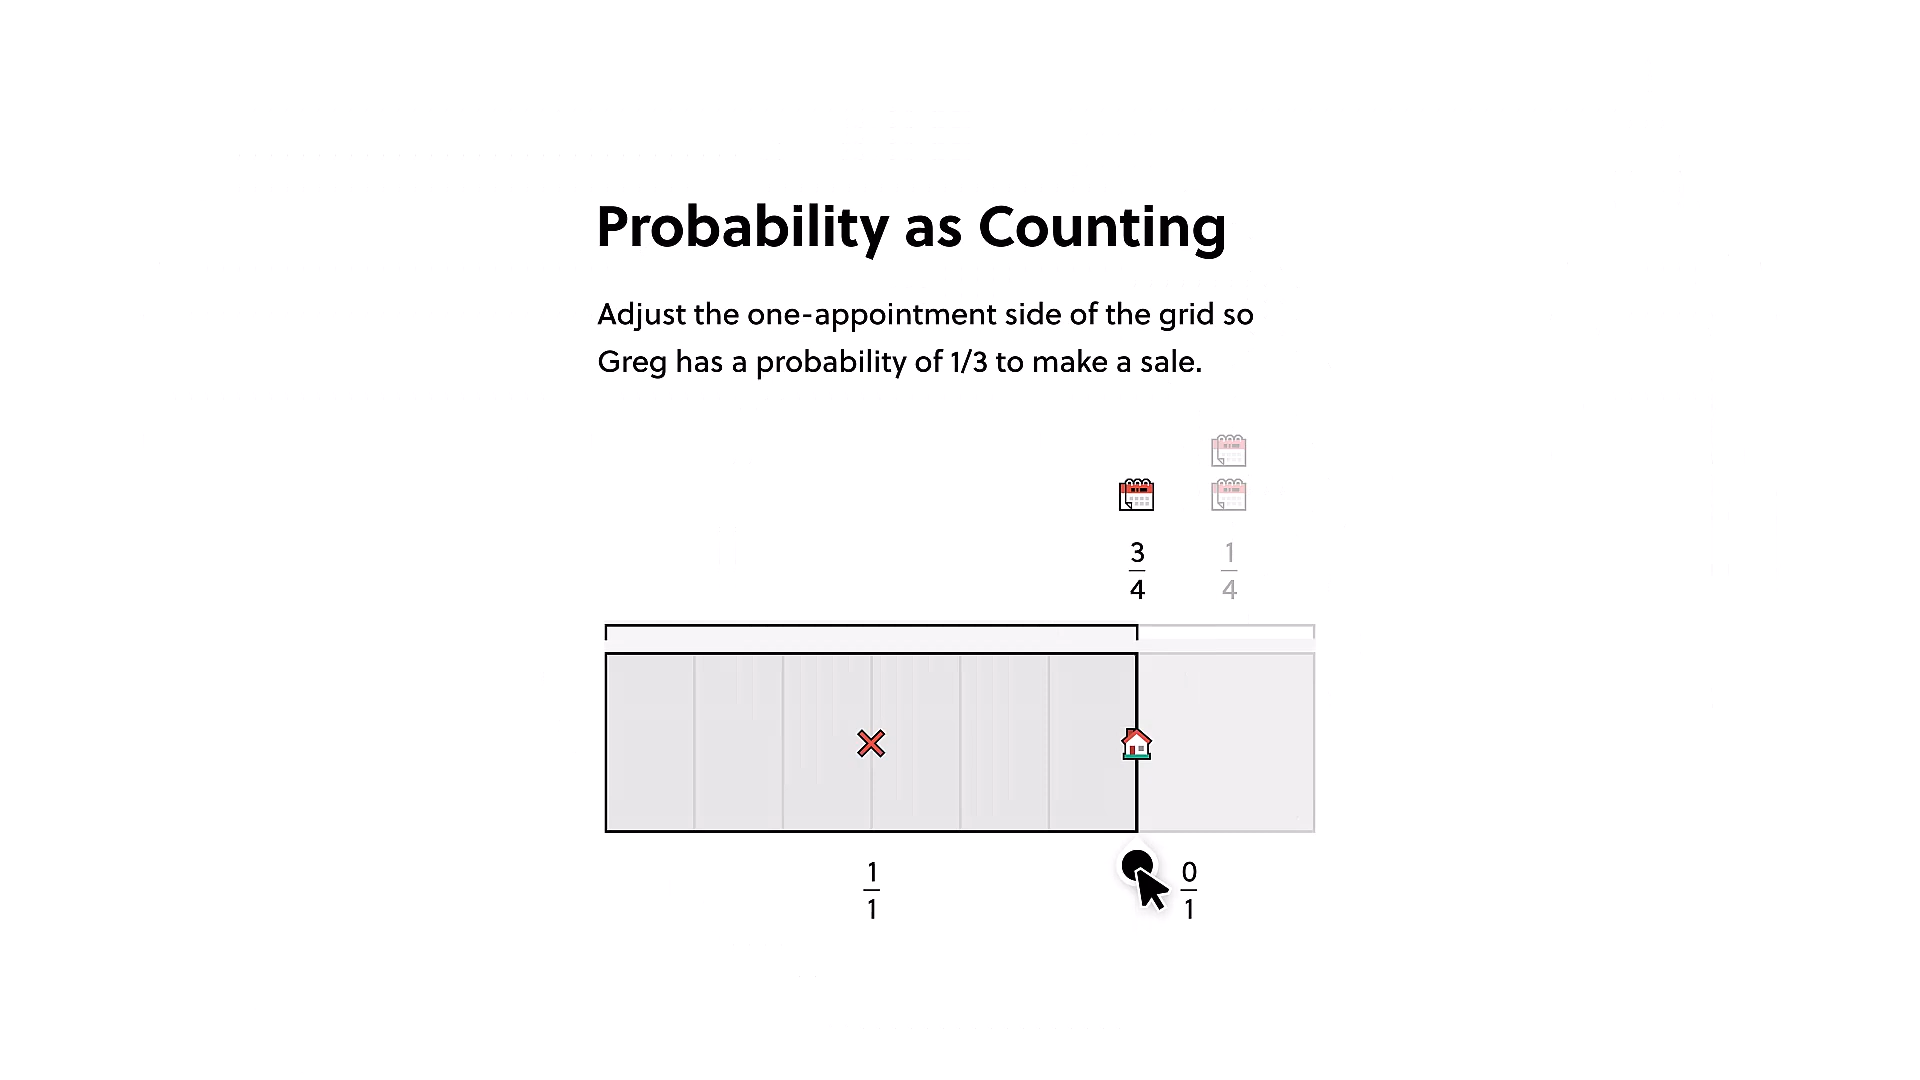 Probability as Counting
Adjust the one-appointment side of the grid so
Greg has a probability of 1/3 to make a sale.
3/4 1/4
1/1 0/1